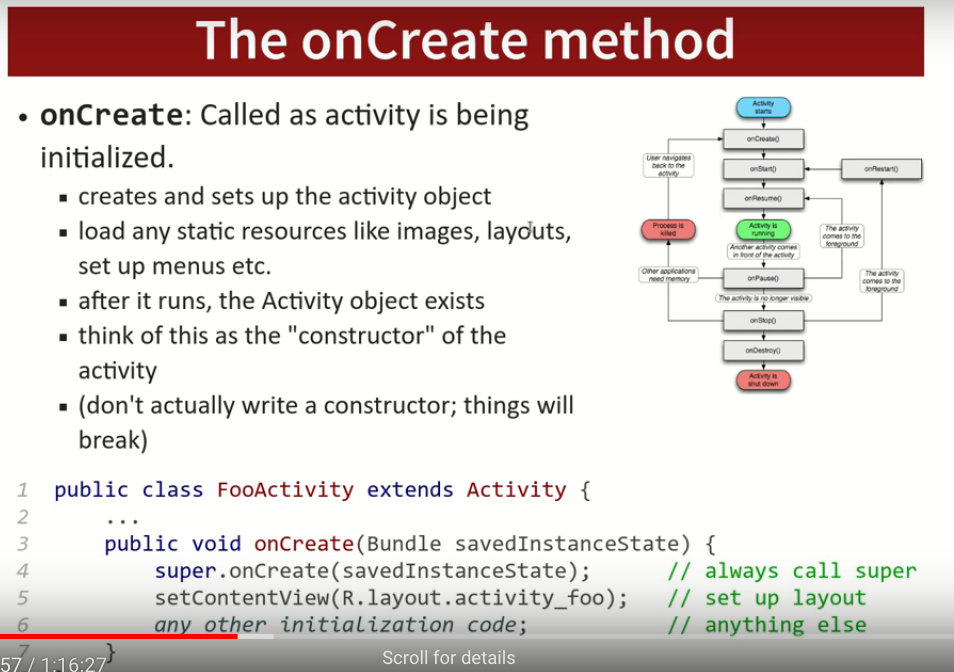 The onCreate method
• onCreate: Called as activity is being
initialized.
▪ creates and sets up the activity object
▪ load any static resources like images, layouts,
set up menus etc.
▪ after it runs, the Activity object exists
▪ think of this as the "constructor" of the
activity
▪ (don't actually write a constructor; things will
break)
Activity
starts
onCreate()
User navigates
back to the
activity
onStart()
onRestart()
onResume()
Process is
killed
Activity is
running
The activity
comes to the
foreground
Another activity comes
in front of the activity
Other applications
need memory
onPause()
The activity
comes to the
foreground
The activity is no longer visible
onStop()
onDestroy()
Activity is
shut down
1 public class FooActivity extends Activity {
2 ...
3 public void onCreate(Bundle savedInstanceState) {
4 super.onCreate(savedInstanceState); // always call super
5 setContentView(R.layout.activity_foo); // set up layout
6 any other initialization code; // anything else
7 }
57 / 1:16:27
Scroll for details